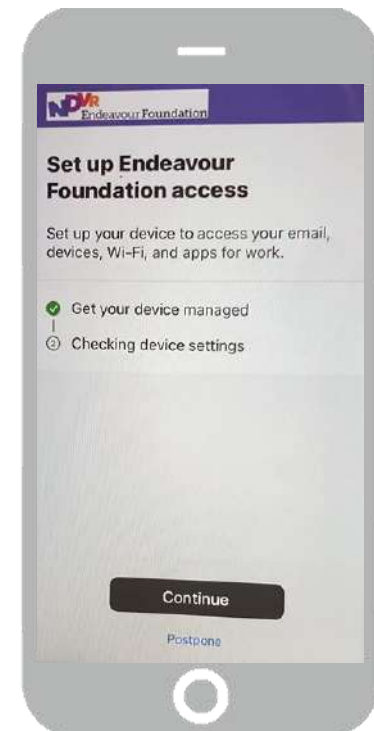 NDVR
Endeavour Foundation
Set up Endeavour
Foundation access
Set up your device to access your email,
devices, Wi-Fi, and apps for work.
Get your device managed
2 Checking device settings
Continue
Postpone